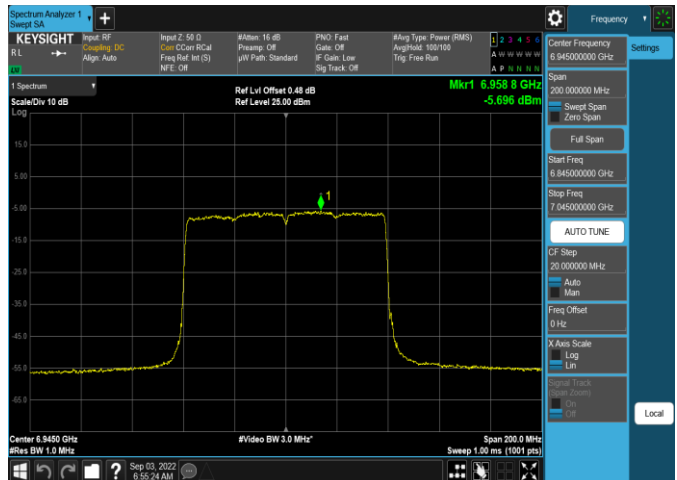 Spectrum Analyzer 1
Swept SA
Frequency
KEYSIGHT
RL
LV
Input: RF
Coupling: DC
Align: Auto
Input Z: 50 Ω
Corr CCorr RCal
Freq Ref: Int (S)
NFE: Off
#Atten: 16 dB
Preamp: Off
µW Path: Standard
PNO: Fast
Gate: Off
IF Gain: Low
Sig Track: Off
#Avg Type: Power (RMS)
Avg|Hold: 100/100
Trig: Free Run
1 2 3 4 5 6
A W W W W W
A P N N N N
1 Spectrum
Scale/Div 10 dB
Log
Ref Lvl Offset 0.48 dB
Ref Level 25.00 dBm
Mkr1 6.958 8 GHz
-5.696 dBm
15.0
5.00
-5.00
-15.0
-25.0
-35.0
-45.0
-55.0
-65.0
1
Center 6.9450 GHz
#Res BW 1.0 MHz
#Video BW 3.0 MHz*
Span 200.0 MHz
Sweep 1.00 ms (1001 pts)
Center Frequency
6.945000000 GHz
Span
200.000000 MHz
Swept Span
Zero Span
Full Span
Start Freq
6.845000000 GHz
Stop Freq
7.045000000 GHz
AUTO TUNE
CF Step
20.000000 MHz
Auto
Man
Freq Offset
0 Hz
X Axis Scale
Log
Lin
Signal Track
(Span Zoom)
On
Off
Settings
Local
?
Sep 03, 2022
6:55:24 AM